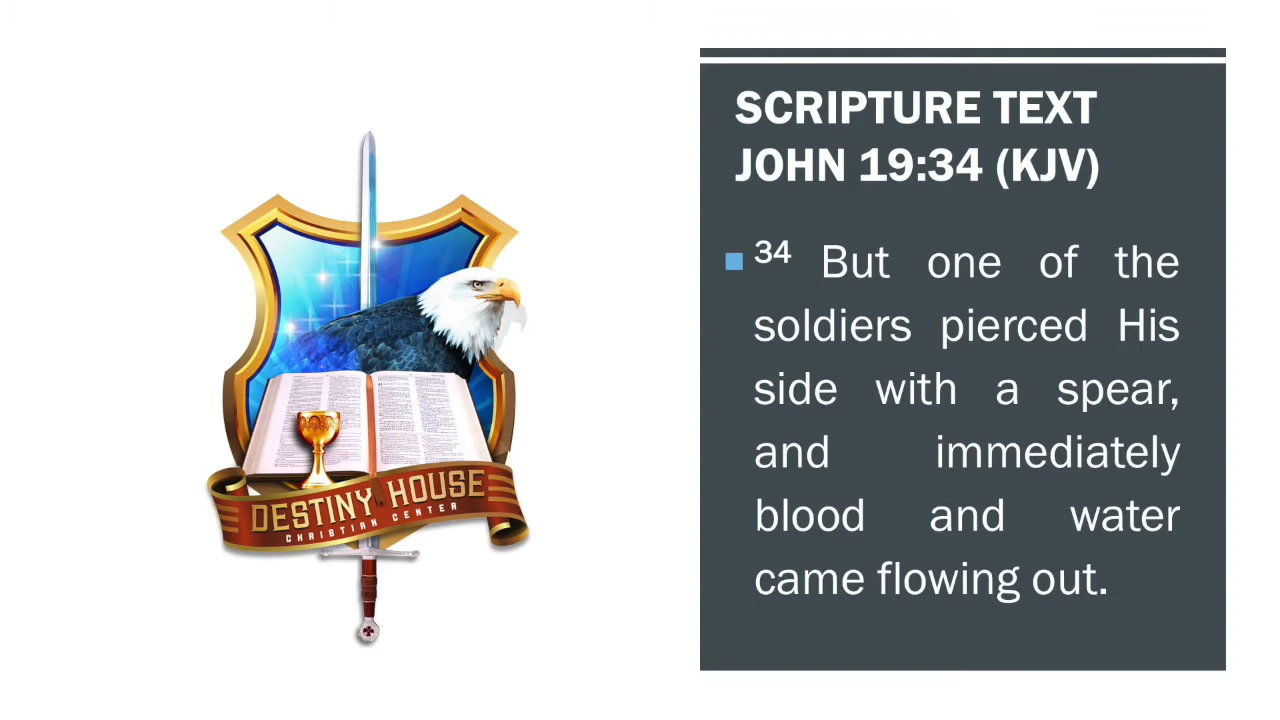 SCRIPTURE TEXT
JOHN 19:34 (KJV)
34 But one of the
soldiers pierced His
side with a spear,
and immediately
blood and water
came flowing out.
DESTINY HOUSE
CHRISTIAN CENTER